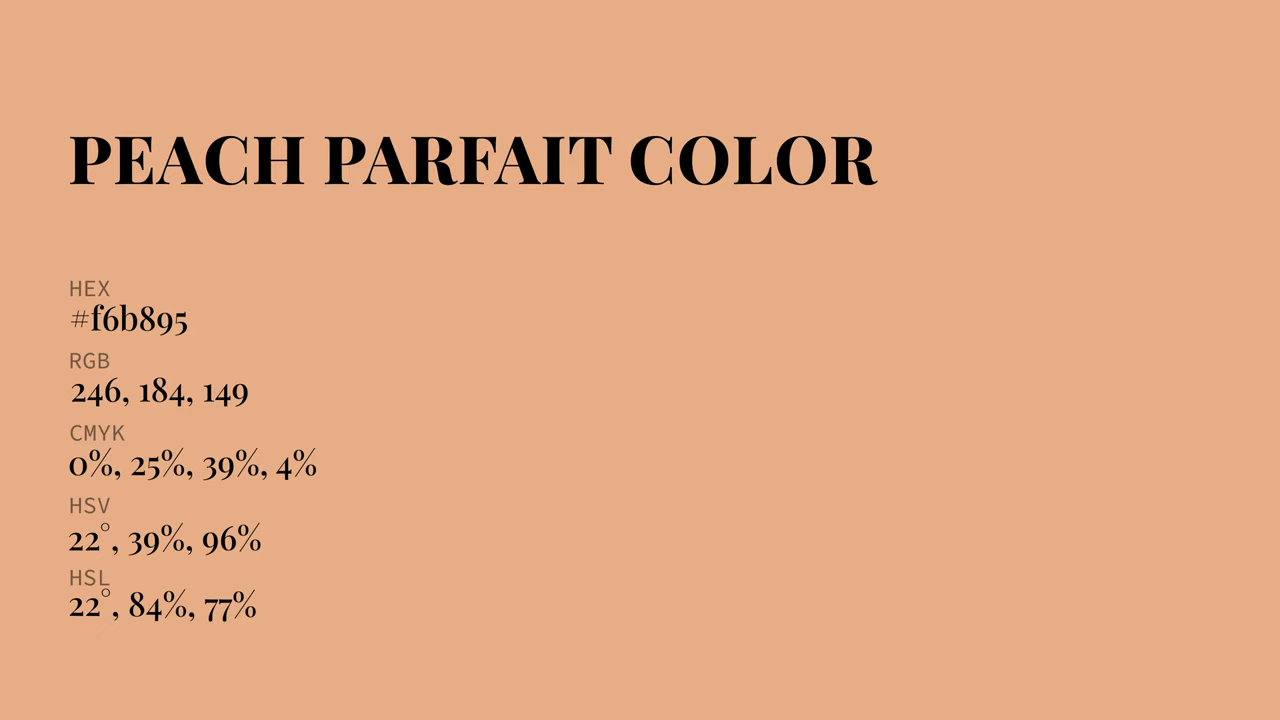 PEACH PARFAIT COLOR
HEX
#f6b895
RGB
246, 184, 149
CMYK
0%, 25%, 39%, 4%
HSV
22°, 39%, 96%
HSL
22°, 84%, 77%